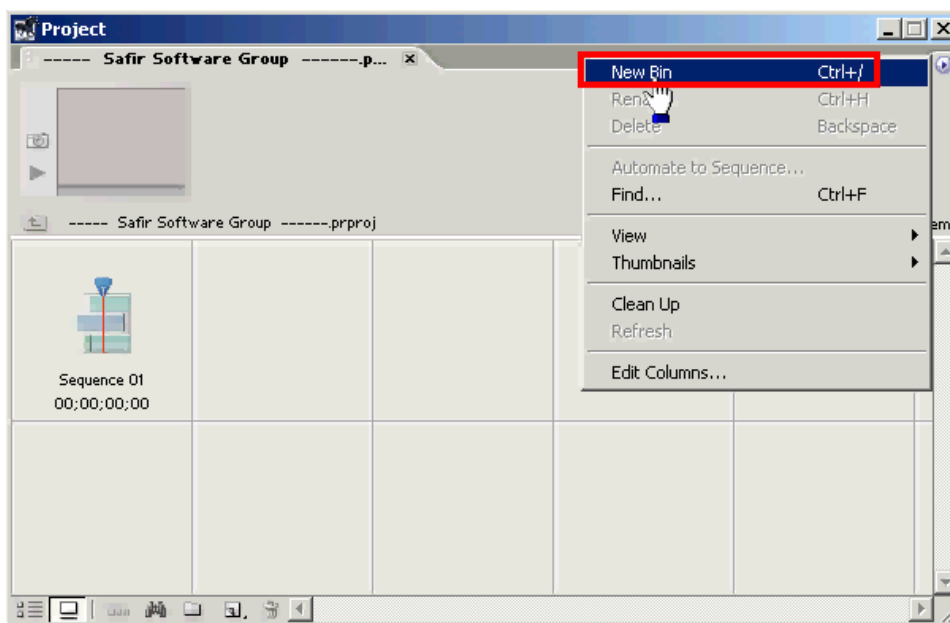 Project
----- Safir Software Group ------.p...
New Bin Ctrl+/
Ctrl+H
Delete Backspace
Automate to Sequence...
Find... Ctrl+F
----- Safir Software Group ------.prproj
View
Thumbnails
Clean Up
Refresh
Edit Columns...
Sequence 01
00;00;00;00